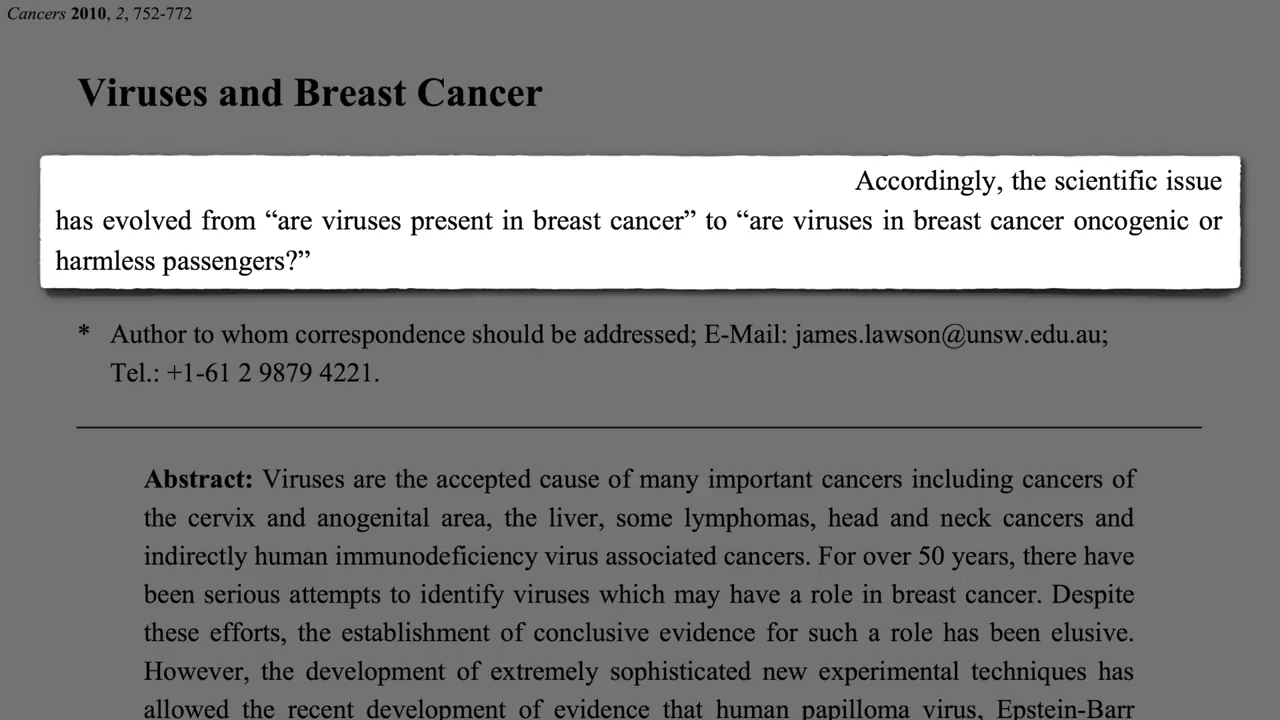 Cancers 2010, 2, 752-772
Viruses and Breast Cancer
Accordingly, the scientific issue
has evolved from “are viruses present in breast cancer” to “are viruses in breast cancer oncogenic or
harmless passengers?”
* Author to whom correspondence should be addressed; E-Mail: james.lawson@unsw.edu.au;
Tel.: +1-61 2 9879 4221.
Abstract: Viruses are the accepted cause of many important cancers including cancers of
the cervix and anogenital area, the liver, some lymphomas, head and neck cancers and
indirectly human immunodeficiency virus associated cancers. For over 50 years, there have
been serious attempts to identify viruses which may have a role in breast cancer. Despite
these efforts, the establishment of conclusive evidence for such a role has been elusive.
However, the development of extremely sophisticated new experimental techniques has
allowed the recent development of evidence that human papilloma virus, Epstein-Barr